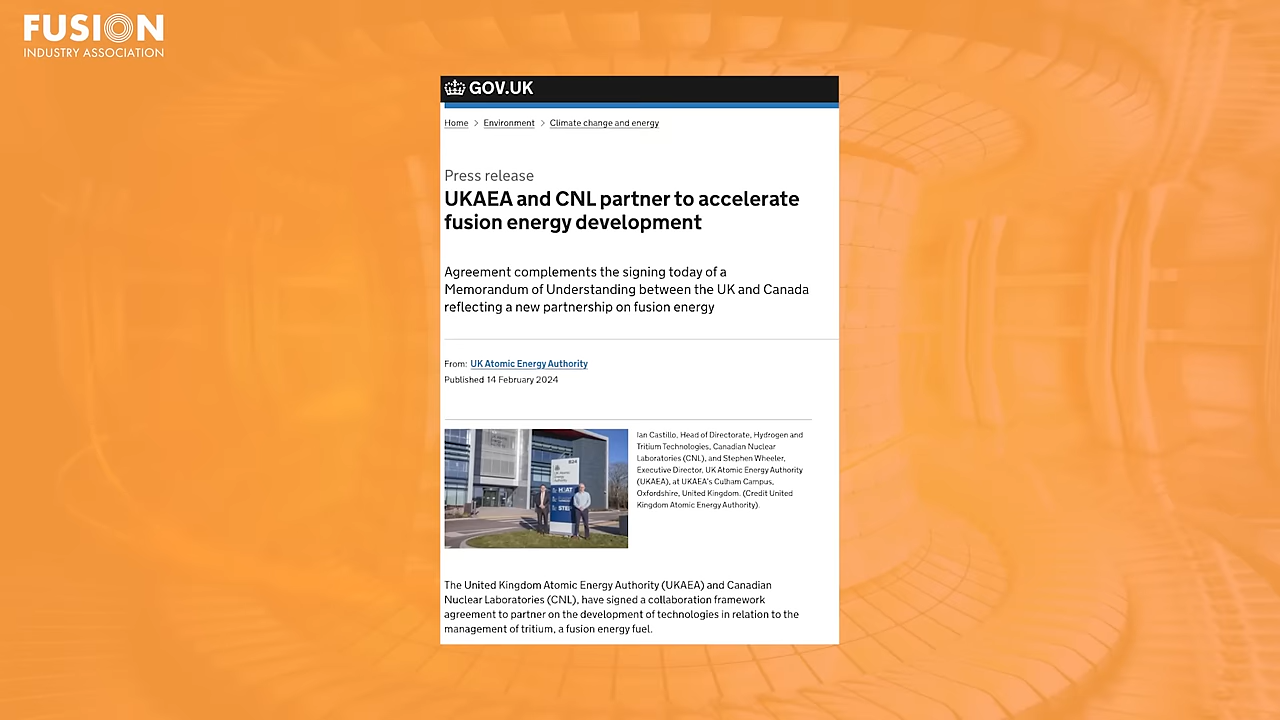 FUSION
INDUSTRY ASSOCIATION
GOV.UK
Home > Environment > Climate change and energy
Press release
UKAEA and CNL partner to accelerate
fusion energy development
Agreement complements the signing today of a
Memorandum of Understanding between the UK and Canada
reflecting a new partnership on fusion energy
From: UK Atomic Energy Authority
Published 14 February 2024
Ian Castillo, Head of Directorate, Hydrogen and
Tritium Technologies, Canadian Nuclear
Laboratories (CNL), and Stephen Wheeler,
Executive Director, UK Atomic Energy Authority
(UKAEA), at UKAEA's Culham Campus,
Oxfordshire, United Kingdom. (Credit United
Kingdom Atomic Energy Authority).
The United Kingdom Atomic Energy Authority (UKAEA) and Canadian
Nuclear Laboratories (CNL), have signed a collaboration framework
agreement to partner on the development of technologies in relation to the
management of tritium, a fusion energy fuel.